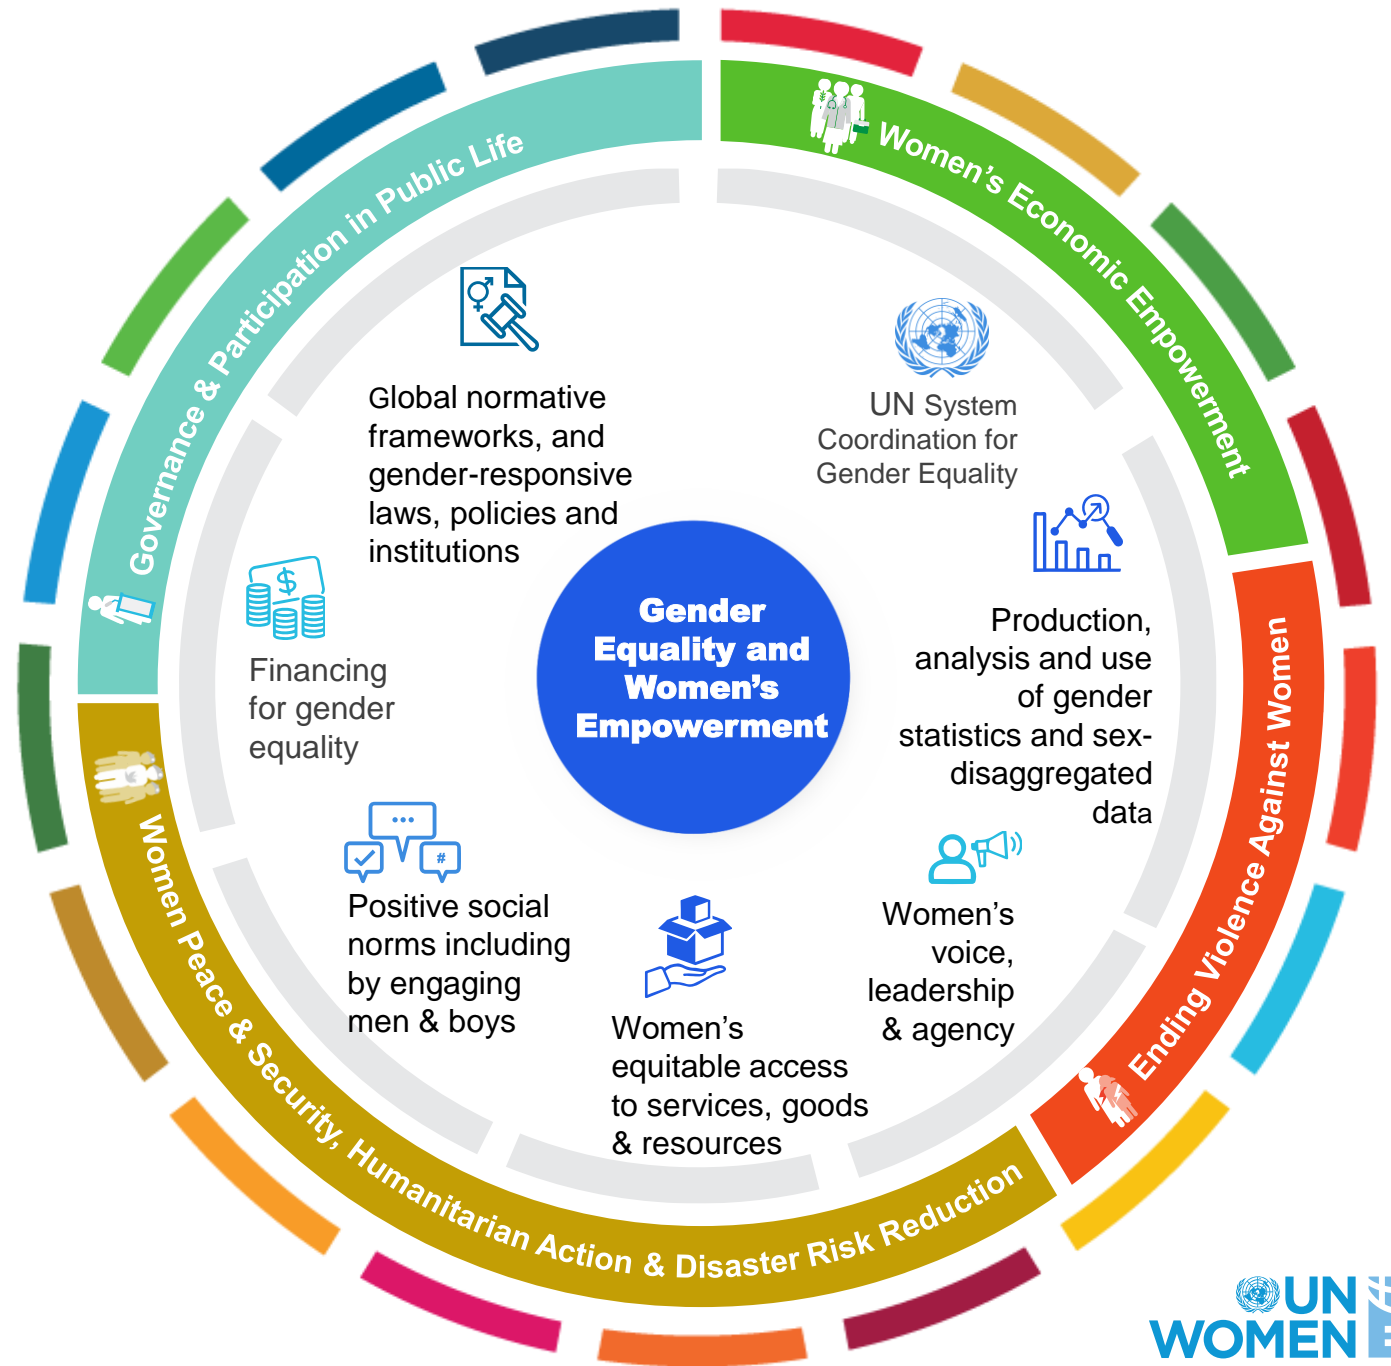 Governance & Participation in Public Life
Women's Economic Empowerment
Ending Violence Against Women
Women Peace & Security, Humanitarian Action & Disaster Risk Reduction
Global normative
frameworks, and
gender-responsive
laws, policies and
institutions
UN System
Coordination for
Gender Equality
Production,
analysis and use
of gender
statistics and sex-
disaggregated
data
Women's
voice,
leadership
& agency
Women's
equitable access
to services, goods
& resources
Positive social
norms including
by engaging
men & boys
#
Financing
for gender
equality
$
Gender
Equality and
Women's
Empowerment
UN
WOMEN